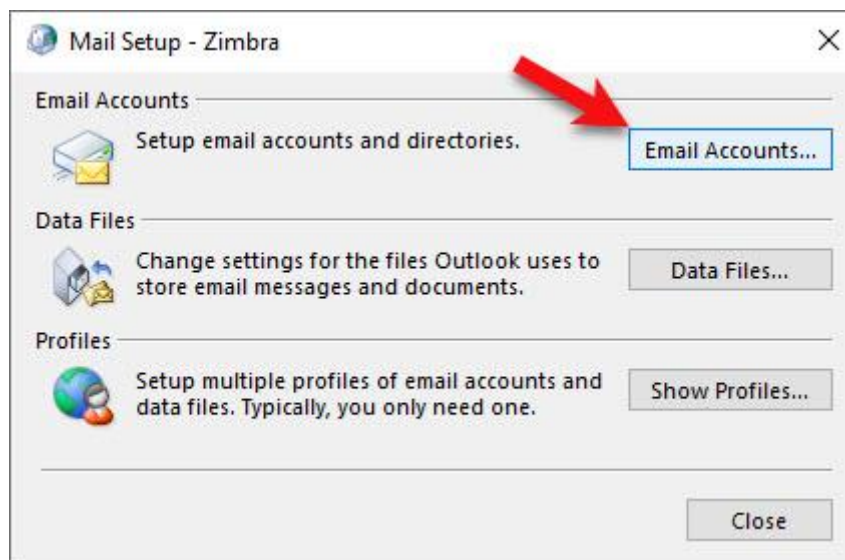 Mail Setup - Zimbra
Email Accounts
Setup email accounts and directories.
Email Accounts...
Data Files
Change settings for the files Outlook uses to
store email messages and documents.
Data Files...
Profiles
Setup multiple profiles of email accounts and
data files. Typically, you only need one.
Show Profiles...
Close